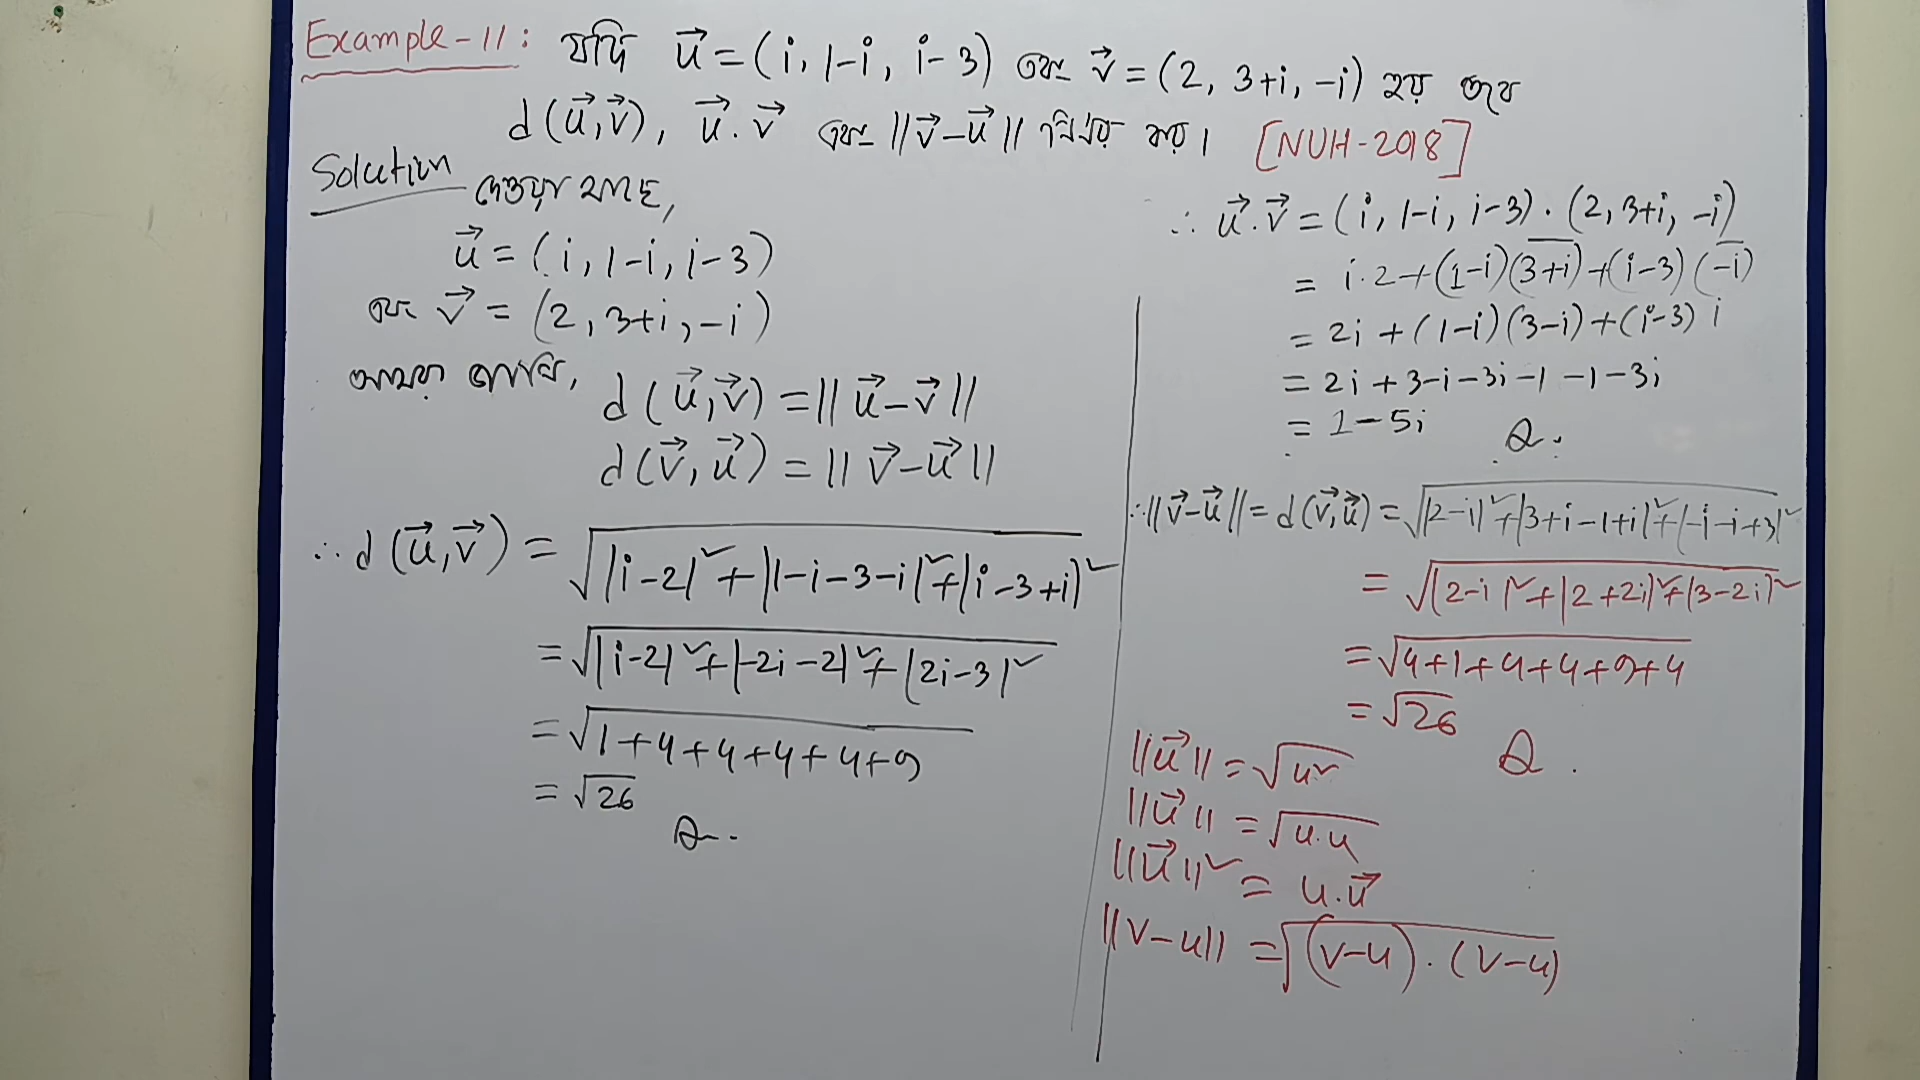 Example-11: যদি u⃗ = (i, 1-i, i-3) এবং v⃗ = (2, 3+i, -i) হয় তবে
d(u⃗,v⃗), u⃗.v⃗ এবং ||v⃗-u⃗|| নির্ণয় কর। [NUH-2018]
Solution দেওয়া আছে,
u⃗ = (i, 1-i, i-3)
এবং v⃗ = (2, 3+i, -i)
আমরা জানি,
d(u⃗,v⃗) = ||u⃗-v⃗||
d(v⃗,u⃗) = ||v⃗-u⃗||
∴ d(u⃗,v⃗) = √(|i-2|² + |1-i-3-i|² + |i-3+i|²)
= √(|i-2|² + |-2i-2|² + |2i-3|²)
= √(1+4+4+4+4+9)
= √26
∴ u⃗.v⃗ = (i, 1-i, i-3) . (2, 3+i, -i)
= i.2 + (1-i)(3+i)̅ + (i-3)(-i)̅
= 2i + (1-i)(3-i) + (i-3) i
= 2i + 3-i-3i-1-1-3i
= 1-5i
∴ ||v⃗-u⃗|| = d(v⃗,u⃗) = √(|2-i|² + |3+i-1+i|² + |-i-i+3|²)
= √(|2-i|² + |2+2i|² + |3-2i|²)
= √(4+1+4+4+9+4)
= √26
||u⃗|| = √u²
||u⃗|| = √u.u
||u⃗||² = u.u⃗
||v-u|| = √(v-u).(v-u)